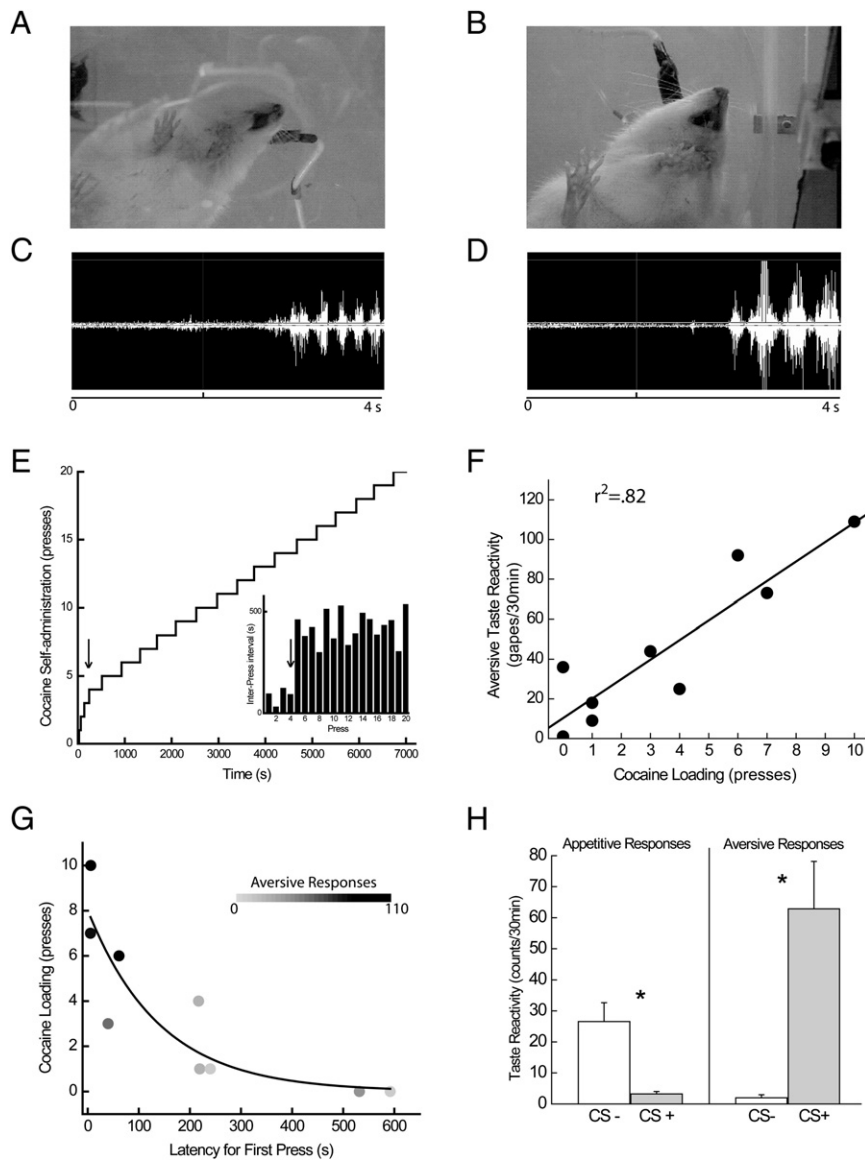 A
B
C
D
0 4 s
0 4 s
E
Cocaine Self-administration (presses)
20
15
10
5
0
0 1000 2000 3000 4000 5000 6000 7000
Time (s)
Inter-Press interval (s)
500
0
2 4 6 8 10 12 14 16 18 20
Press
F
r²=.82
Aversive Taste Reactivity
(gapes/30min)
120
100
80
60
40
20
0
0 1 2 3 4 5 6 7 8 9 10
Cocaine Loading (presses)
G
Cocaine Loading (presses)
10
8
6
4
2
0
Aversive Responses
0 110
0 100 200 300 400 500 600
Latency for First Press (s)
H
Appetitive Responses Aversive Responses
Taste Reactivity (counts/30min)
80
70
60
50
40
30
20
10
0
* *
CS - CS + CS- CS+